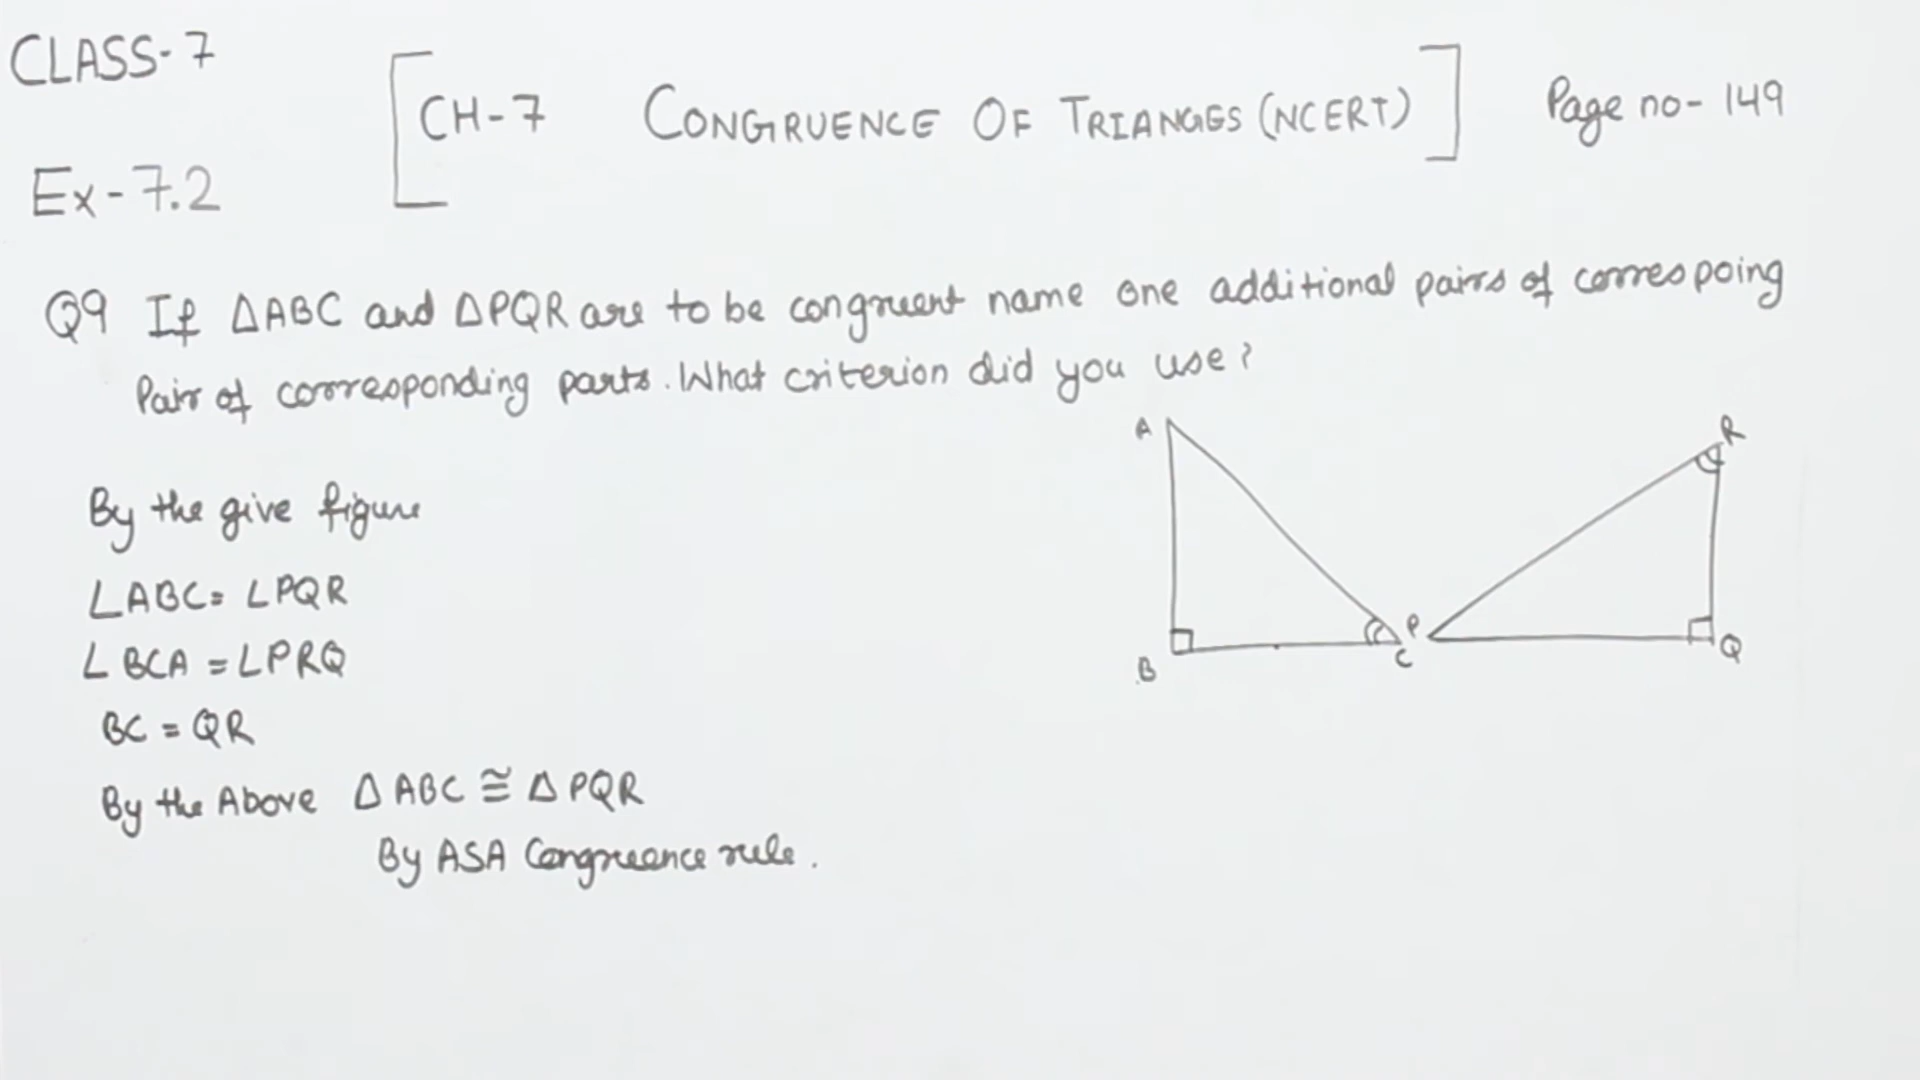 CLASS-7
[CH-7 CONGRUENCE OF TRIANGES (NCERT)]
Page no- 149
Ex-7.2
Q9 If ΔABC and ΔPQR are to be congruent name one additional pairs of correspoing
Pair of corresponding parts. What criterion did you use?
By the give figure
∠ABC = ∠PQR
∠BCA = ∠PRQ
BC = QR
By the Above ΔABC ≅ ΔPQR
By ASA Congruence rule.
A
B
C
P
R
Q